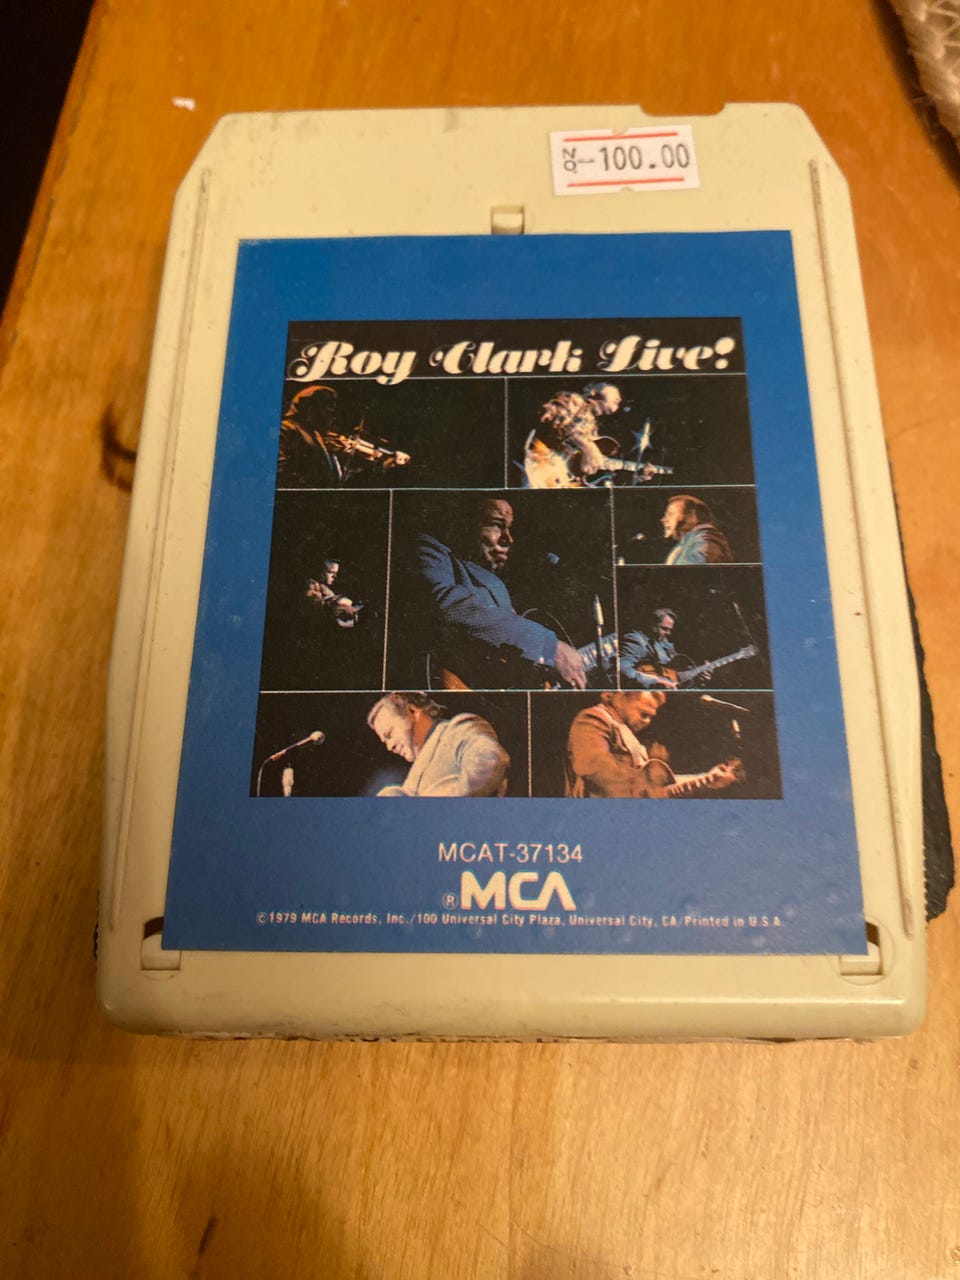 No 100.00
Roy Clark Live!
MCAT-37134
® MCA
©1979 MCA Records, Inc./100 Universal City Plaza, Universal City, CA/Printed in U.S.A.